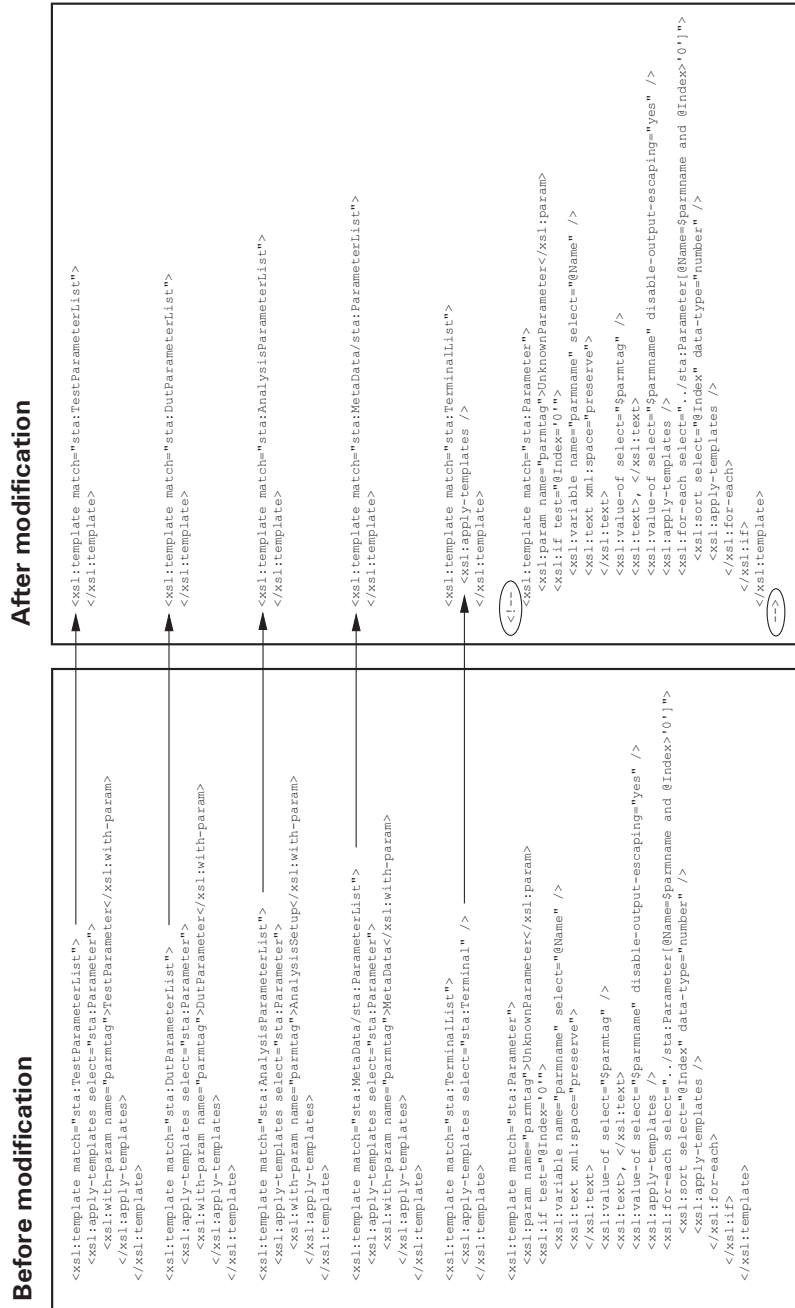 Before modification
<xsl:template match="sta:TestParameterList">
<xsl:apply-templates select="sta:Parameter">
<xsl:with-param name="parmtag">TestParameter</xsl:with-param>
</xsl:apply-templates>
</xsl:template>
<xsl:template match="sta:DutParameterList">
<xsl:apply-templates select="sta:Parameter">
<xsl:with-param name="parmtag">DutParameter</xsl:with-param>
</xsl:apply-templates>
</xsl:template>
<xsl:template match="sta:AnalysisParameterList">
<xsl:apply-templates select="sta:Parameter">
<xsl:with-param name="parmtag">AnalysisSetup</xsl:with-param>
</xsl:apply-templates>
</xsl:template>
<xsl:template match="sta:MetaData/sta:ParameterList">
<xsl:apply-templates select="sta:Parameter">
<xsl:with-param name="parmtag">MetaData</xsl:with-param>
</xsl:apply-templates>
</xsl:template>
<xsl:template match="sta:TerminalList">
<xsl:apply-templates select="sta:Terminal" />
</xsl:template>
<xsl:template match="sta:Parameter">
<xsl:param name="parmtag">UnknownParameter</xsl:param>
<xsl:if test="@Index='0'">
<xsl:variable name="parmname" select="@Name" />
<xsl:text xml:space="preserve">
</xsl:text>
<xsl:value-of select="$parmtag" />
<xsl:text>, </xsl:text>
<xsl:value-of select="$parmname" disable-output-escaping="yes" />
<xsl:apply-templates />
<xsl:for-each select="../sta:Parameter[@Name=$parmname and @Index>'0']">
<xsl:sort select="@Index" data-type="number" />
<xsl:apply-templates />
</xsl:for-each>
</xsl:if>
</xsl:template>
After modification
<xsl:template match="sta:TestParameterList">
</xsl:template>
<xsl:template match="sta:DutParameterList">
</xsl:template>
<xsl:template match="sta:AnalysisParameterList">
</xsl:template>
<xsl:template match="sta:MetaData/sta:ParameterList">
</xsl:template>
<xsl:template match="sta:TerminalList">
<xsl:apply-templates />
</xsl:template>
<!--
<xsl:template match="sta:Parameter">
<xsl:param name="parmtag">UnknownParameter</xsl:param>
<xsl:if test="@Index='0'">
<xsl:variable name="parmname" select="@Name" />
<xsl:text xml:space="preserve">
</xsl:text>
<xsl:value-of select="$parmtag" />
<xsl:text>, </xsl:text>
<xsl:value-of select="$parmname" disable-output-escaping="yes" />
<xsl:apply-templates />
<xsl:for-each select="../sta:Parameter[@Name=$parmname and @Index>'0']">
<xsl:sort select="@Index" data-type="number" />
<xsl:apply-templates />
</xsl:for-each>
</xsl:if>
</xsl:template>
-->